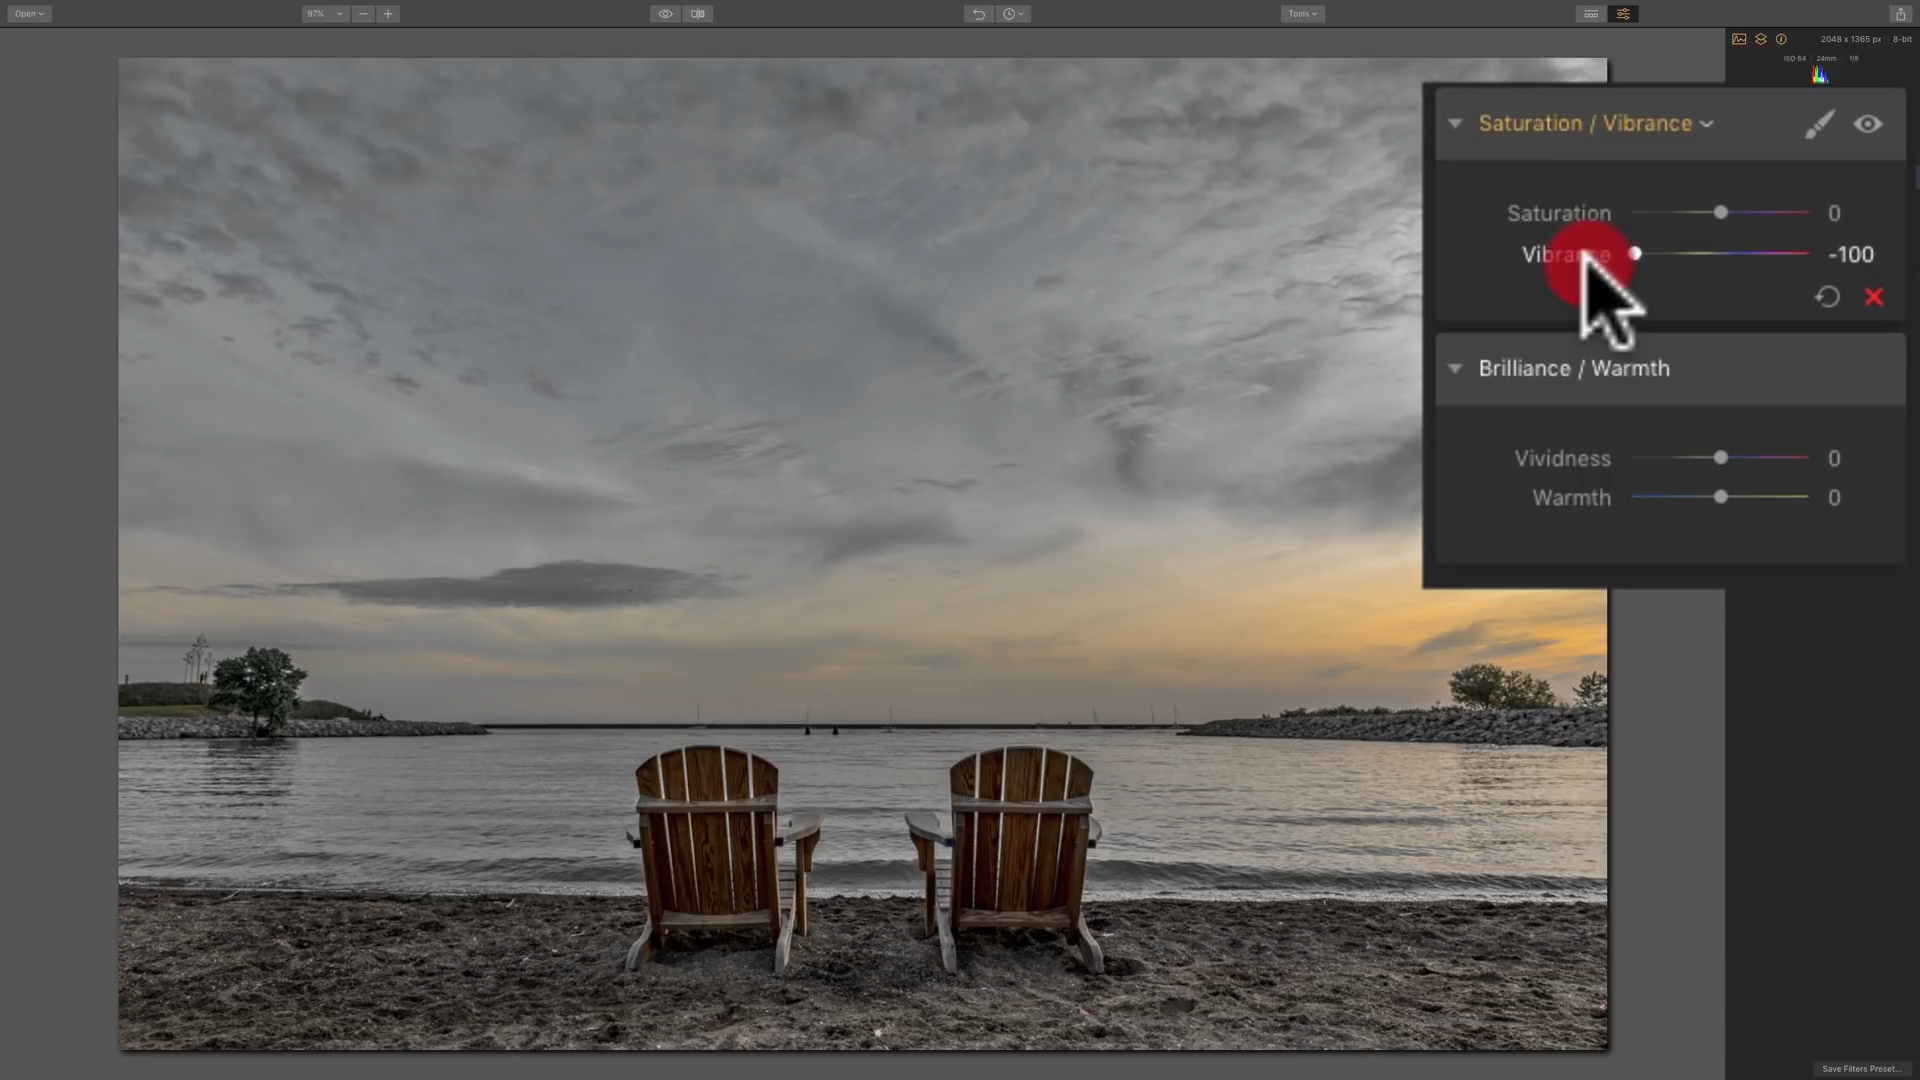 Open
97%
Tools
2048 x 1365 px 8-bit
ISO 64 24mm f/8
Saturation / Vibrance
Saturation 0
Vibrance -100
Brilliance / Warmth
Vividness 0
Warmth 0
Save Filters Preset...